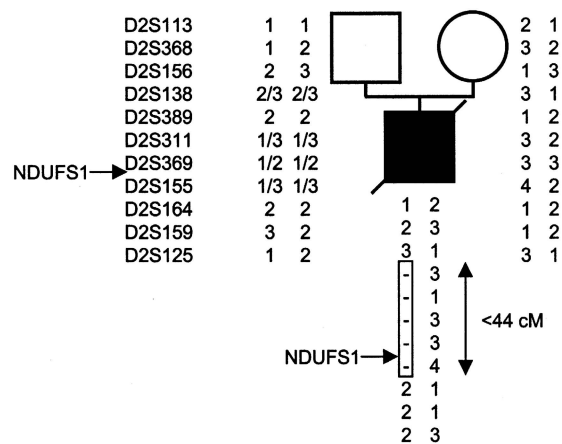 D2S113 1 1 2 1
D2S368 1 2 3 2
D2S156 2 3 1 3
D2S138 2/3 2/3 3 1
D2S389 2 2 1 2
D2S311 1/3 1/3 3 2
D2S369 1/2 1/2 3 3
NDUFS1
D2S155 1/3 1/3 4 2
D2S164 2 2 1 2
D2S159 3 2 1 2
D2S125 1 2 3 1
1 2
2 3
3 1
- 3
- 1
- 3
<44 cM
- 3
NDUFS1
- 4
2 1
2 1
2 3